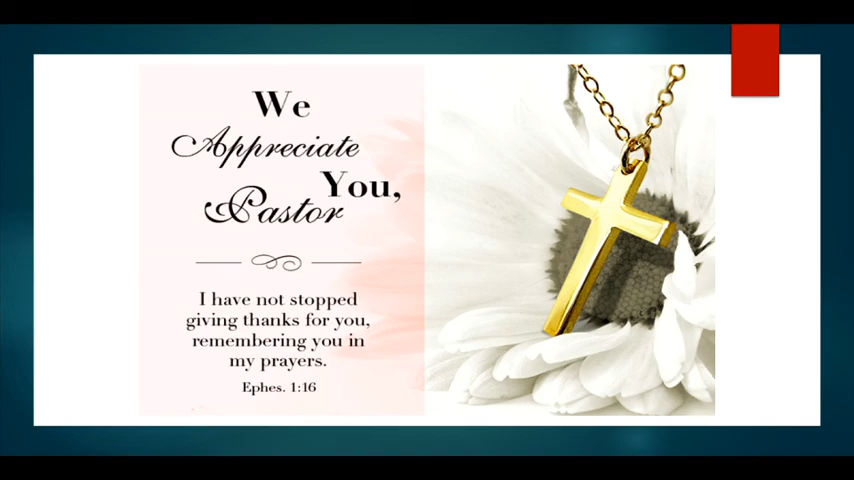 We
Appreciate
You,
Pastor
I have not stopped
giving thanks for you,
remembering you in
my prayers.
Ephes. 1:16